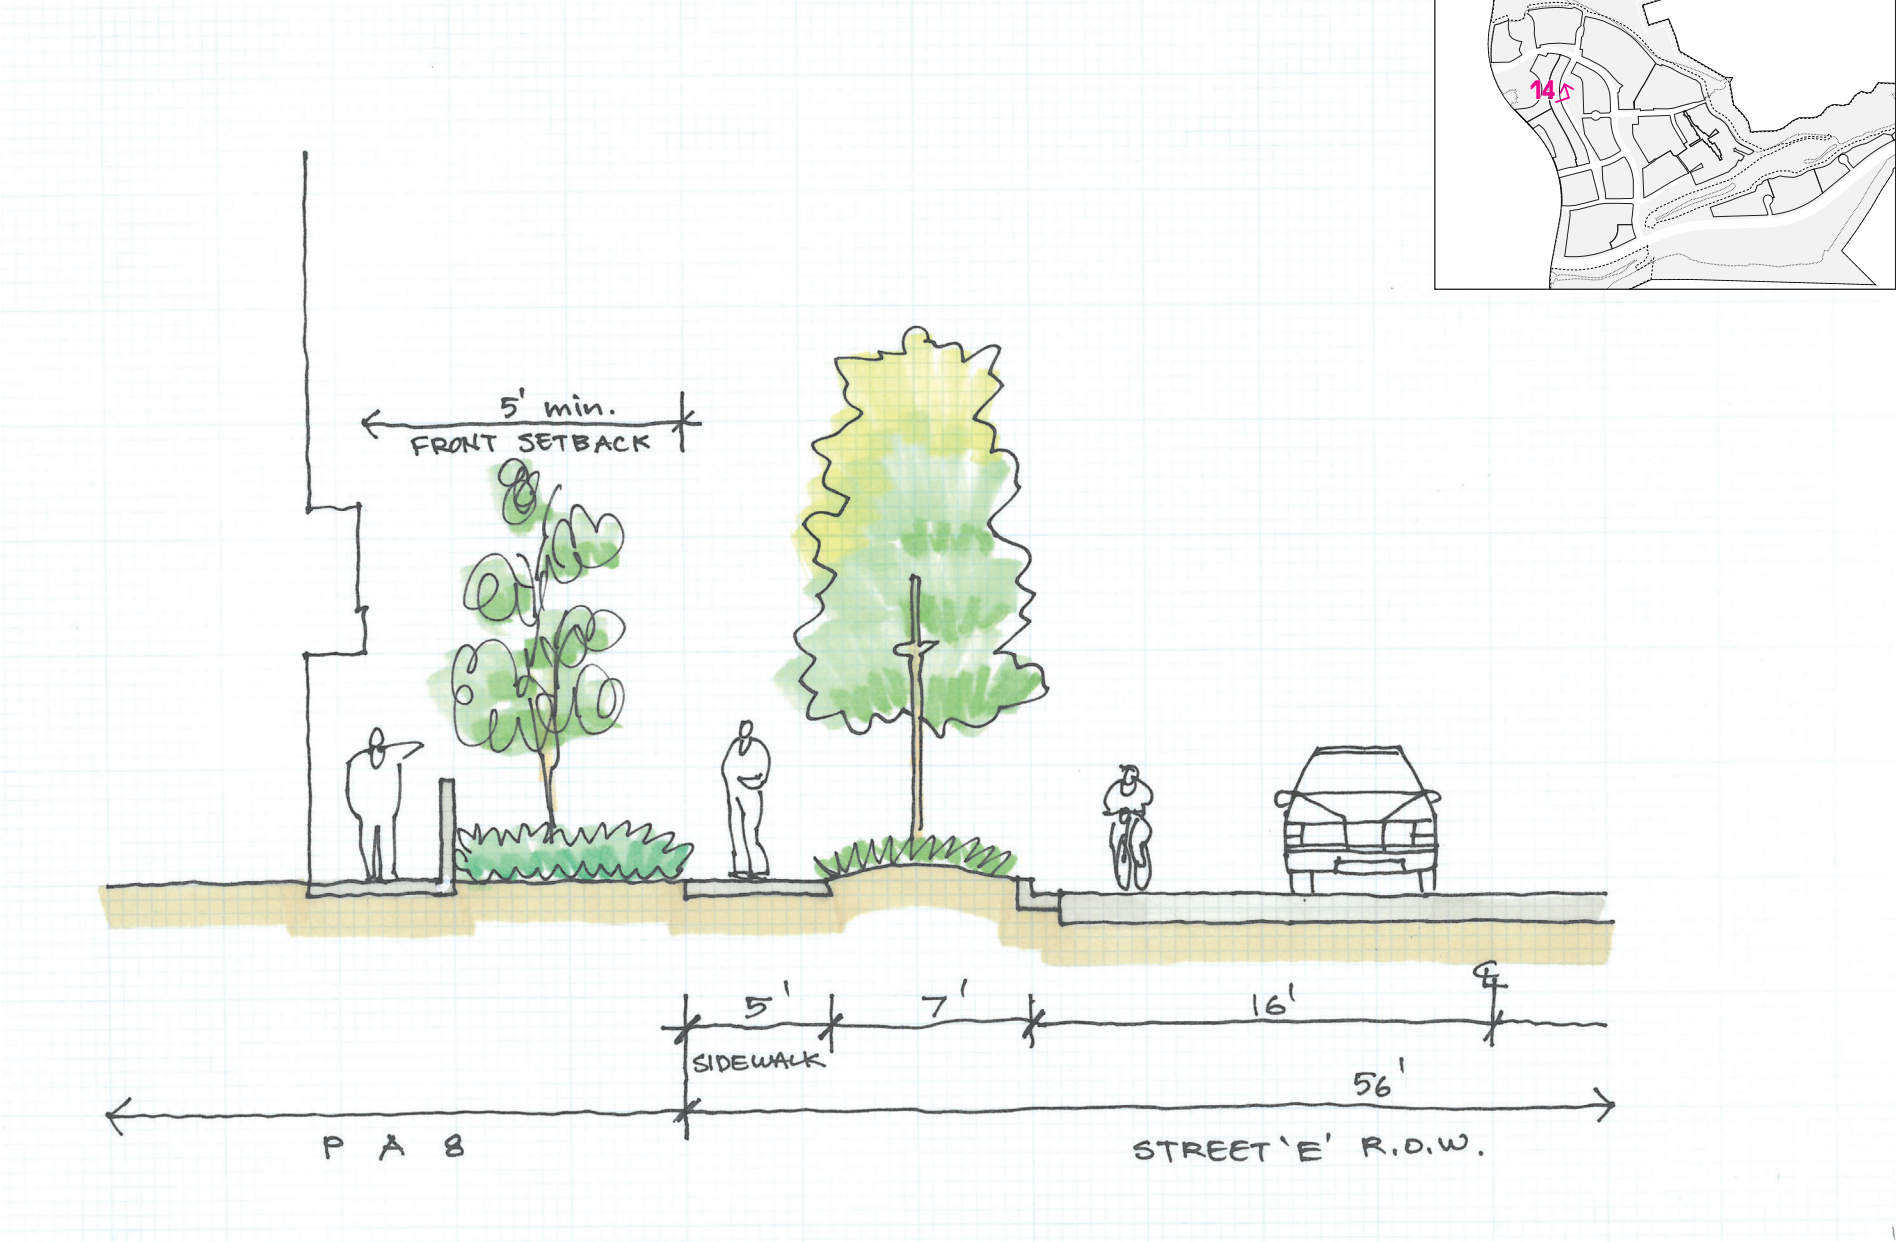 14
5' min.
FRONT SETBACK
℄
5' 7' 16'
SIDEWALK
56'
P A 8
STREET 'E' R.O.W.